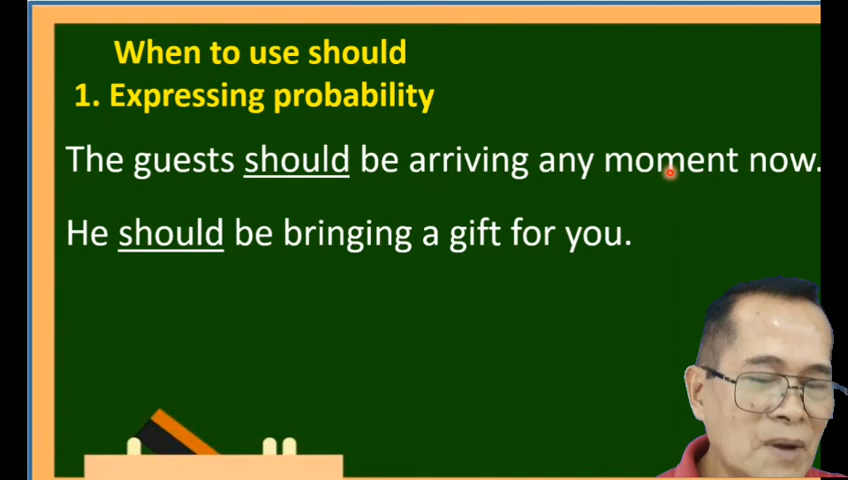 When to use should
1. Expressing probability
The guests should be arriving any moment now.
He should be bringing a gift for you.